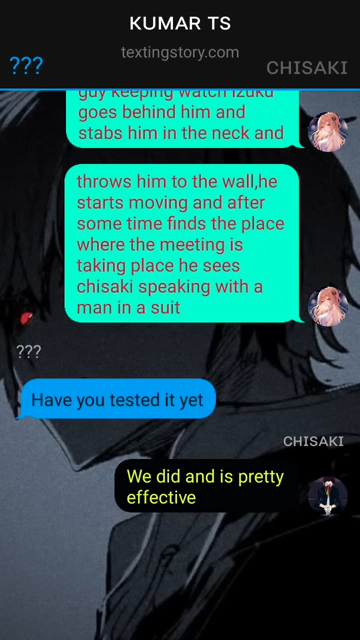 KUMAR TS
textingstory.com
???
CHISAKI
guy keeping watch izuku
goes behind him and
stabs him in the neck and
throws him to the wall,he
starts moving and after
some time finds the place
where the meeting is
taking place he sees
chisaki speaking with a
man in a suit
???
Have you tested it yet
CHISAKI
We did and is pretty
effective